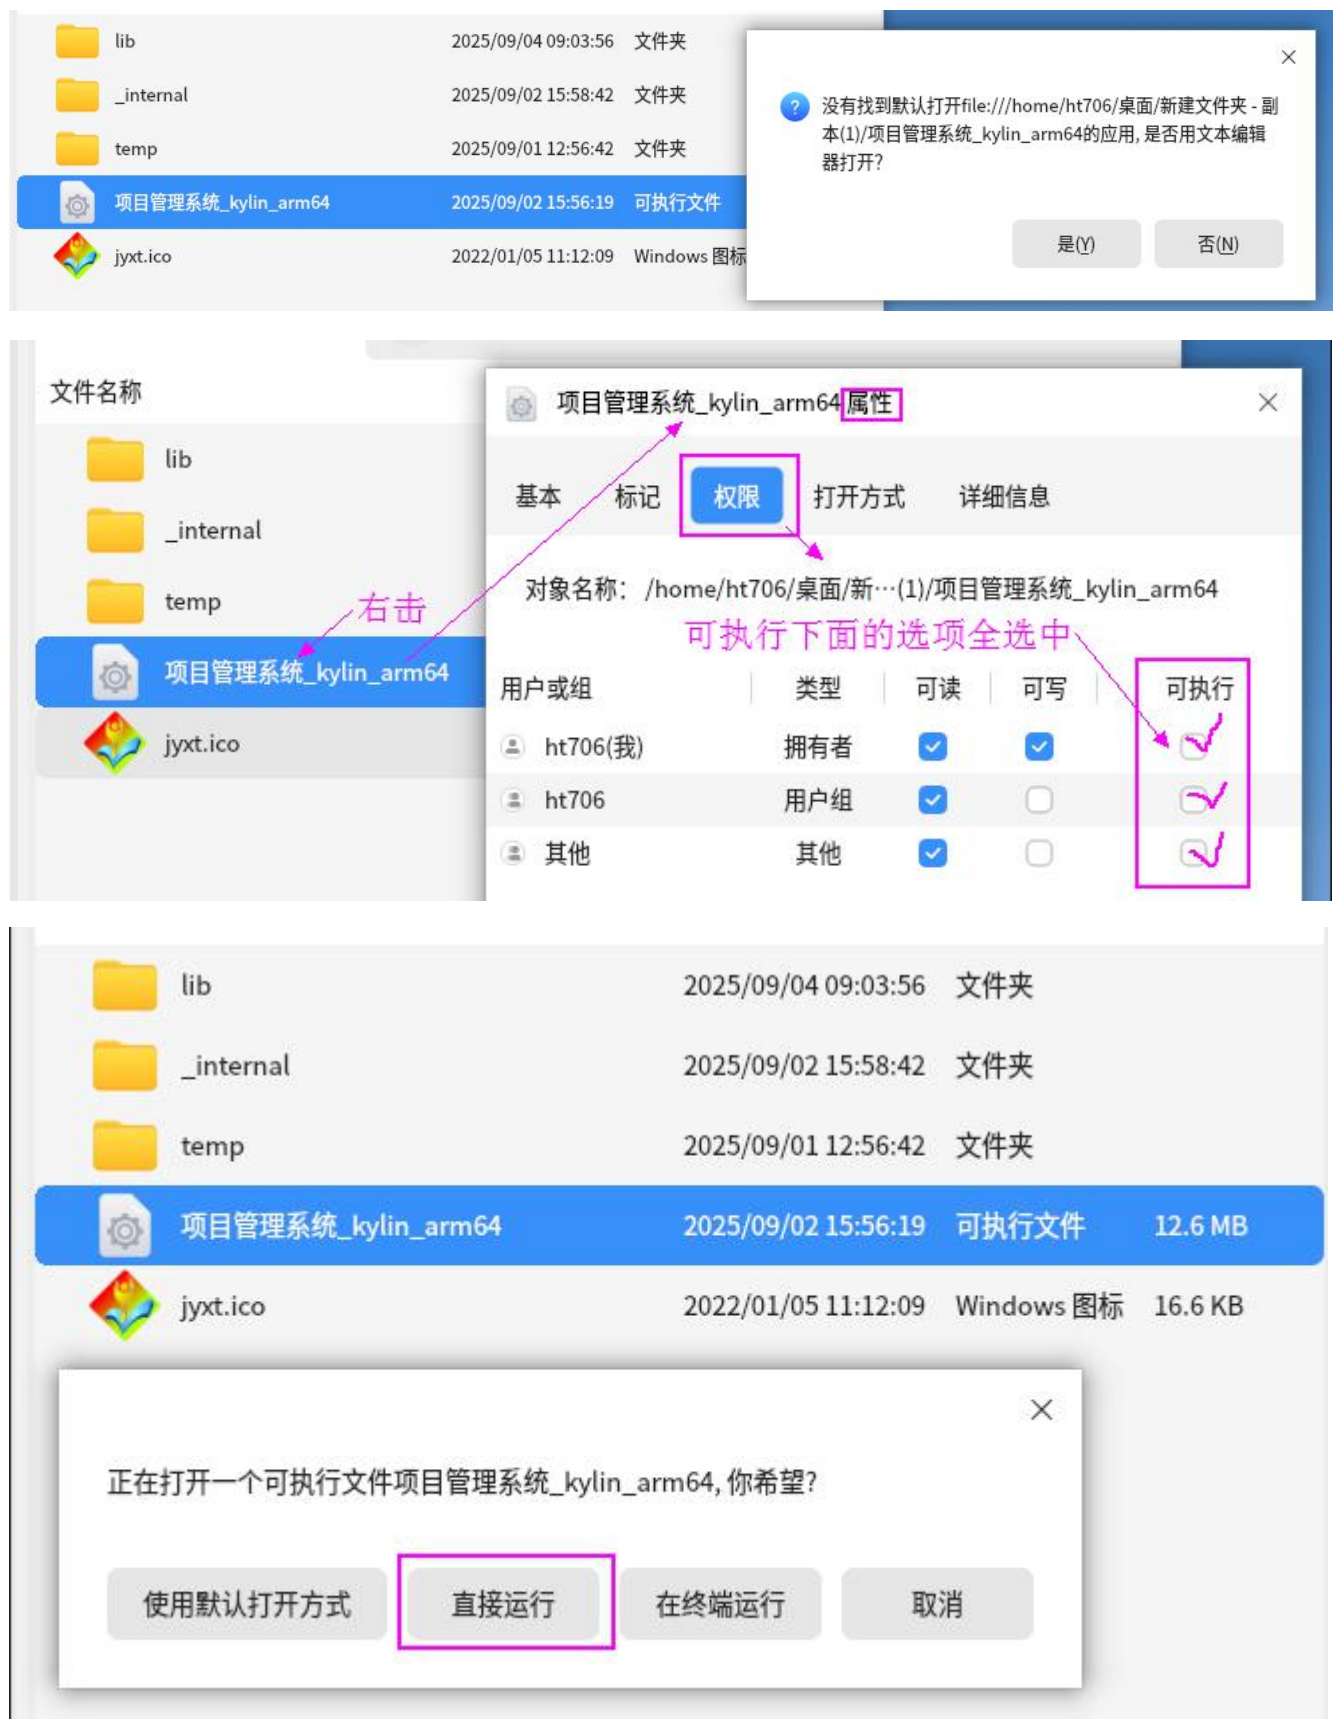 lib 2025/09/04 09:03:56 文件夹
_internal 2025/09/02 15:58:42 文件夹
temp 2025/09/01 12:56:42 文件夹
项目管理系统_kylin_arm64 2025/09/02 15:56:19 可执行文件
jyxt.ico 2022/01/05 11:12:09 Windows 图标
没有找到默认打开file:///home/ht706/桌面/新建文件夹 - 副
本(1)/项目管理系统_kylin_arm64的应用, 是否用文本编辑
器打开?
是(Y) 否(N)
文件名称
lib
_internal
temp
右击
项目管理系统_kylin_arm64
jyxt.ico
项目管理系统_kylin_arm64 属性
基本 标记 权限 打开方式 详细信息
对象名称: /home/ht706/桌面/新…(1)/项目管理系统_kylin_arm64
可执行下面的选项全选中
用户或组 类型 可读 可写 可执行
ht706(我) 拥有者
ht706 用户组
其他 其他
lib 2025/09/04 09:03:56 文件夹
_internal 2025/09/02 15:58:42 文件夹
temp 2025/09/01 12:56:42 文件夹
项目管理系统_kylin_arm64 2025/09/02 15:56:19 可执行文件 12.6 MB
jyxt.ico 2022/01/05 11:12:09 Windows 图标 16.6 KB
正在打开一个可执行文件项目管理系统_kylin_arm64, 你希望?
使用默认打开方式 直接运行 在终端运行 取消